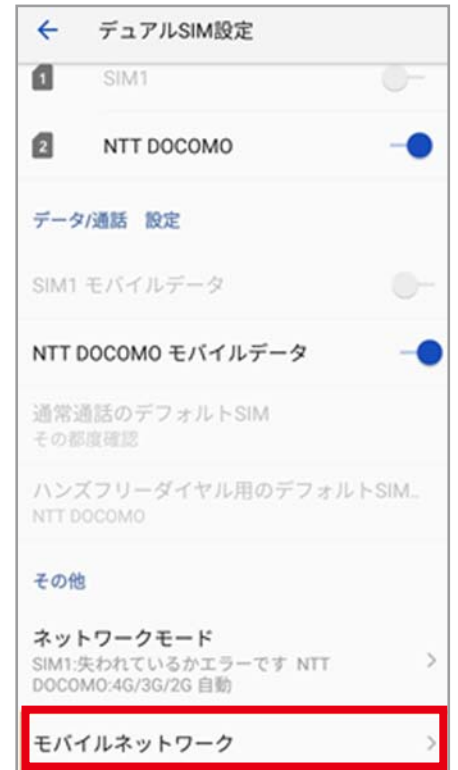 デュアルSIM設定
1 SIM1
2 NTT DOCOMO
データ/通話 設定
SIM1 モバイルデータ
NTT DOCOMO モバイルデータ
通常通話のデフォルトSIM
その都度確認
ハンズフリーダイヤル用のデフォルトSIM..
NTT DOCOMO
その他
ネットワークモード
SIM1:失われているかエラーです NTT
DOCOMO:4G/3G/2G 自動
モバイルネットワーク